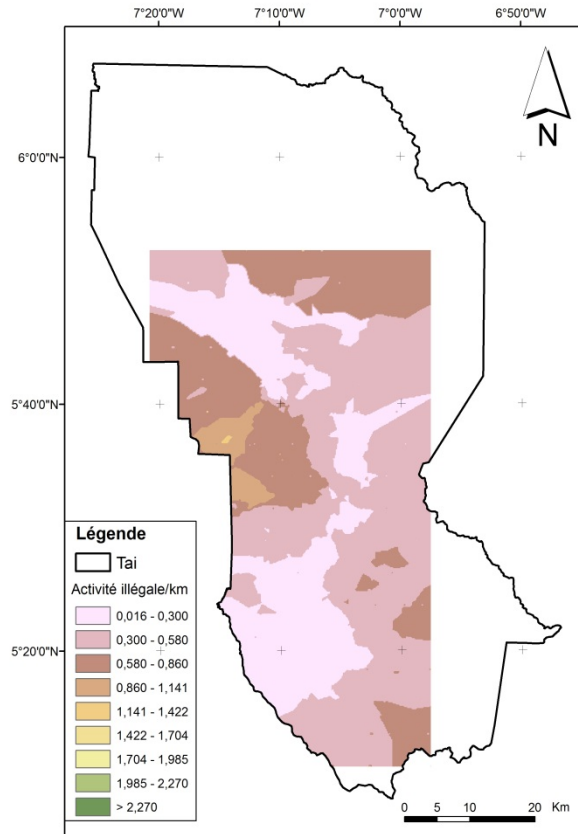 7°20'0"W 7°10'0"W 7°0'0"W 6°50'0"W
N
6°0'0"N
5°40'0"N
5°20'0"N
Légende
Tai
Activité illégale/km
0,016 - 0,300
0,300 - 0,580
0,580 - 0,860
0,860 - 1,141
1,141 - 1,422
1,422 - 1,704
1,704 - 1,985
1,985 - 2,270
> 2,270
0 5 10 20 Km